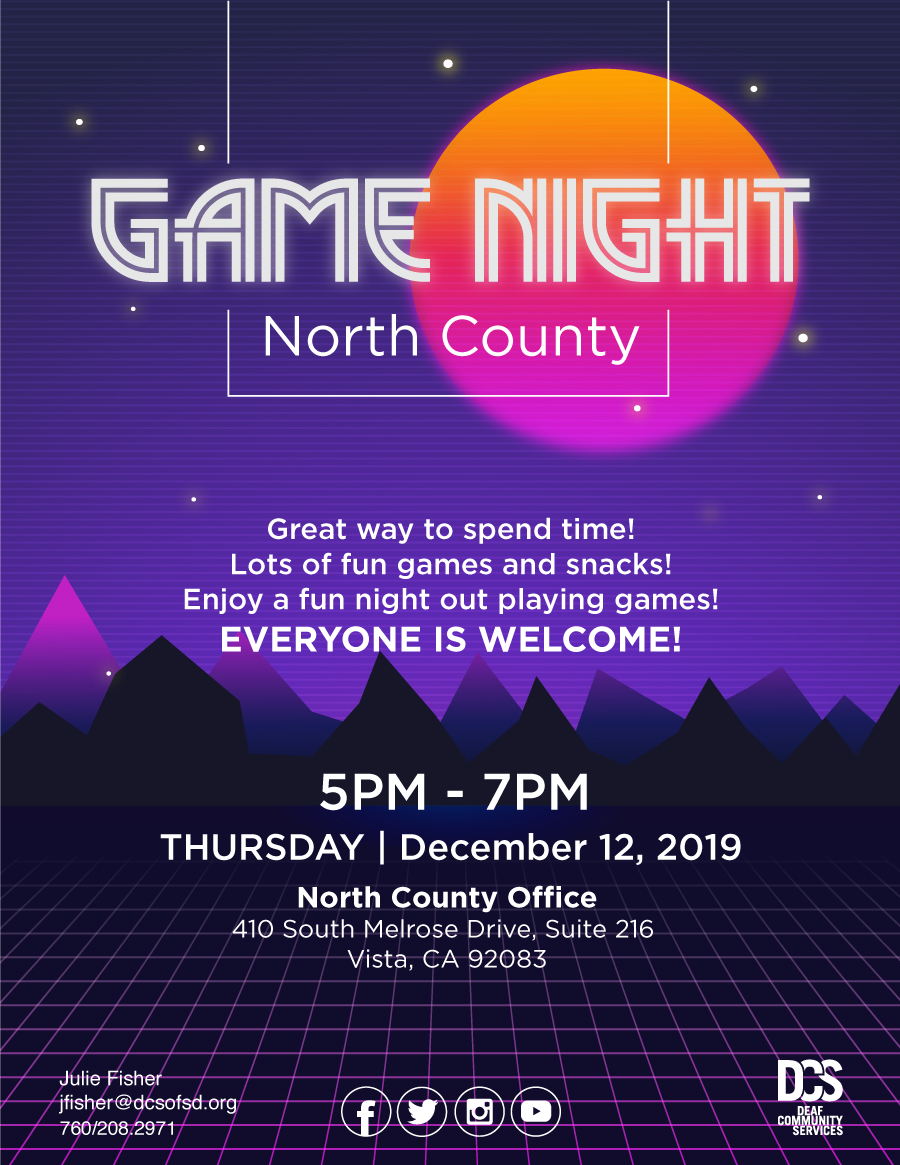 GAME NIGHT
North County
Great way to spend time!
Lots of fun games and snacks!
Enjoy a fun night out playing games!
EVERYONE IS WELCOME!
5PM - 7PM
THURSDAY | December 12, 2019
North County Office
410 South Melrose Drive, Suite 216
Vista, CA 92083
Julie Fisher
jfisher@dcsofsd.org
760/208.2971
DCS
DEAF
COMMUNITY
SERVICES